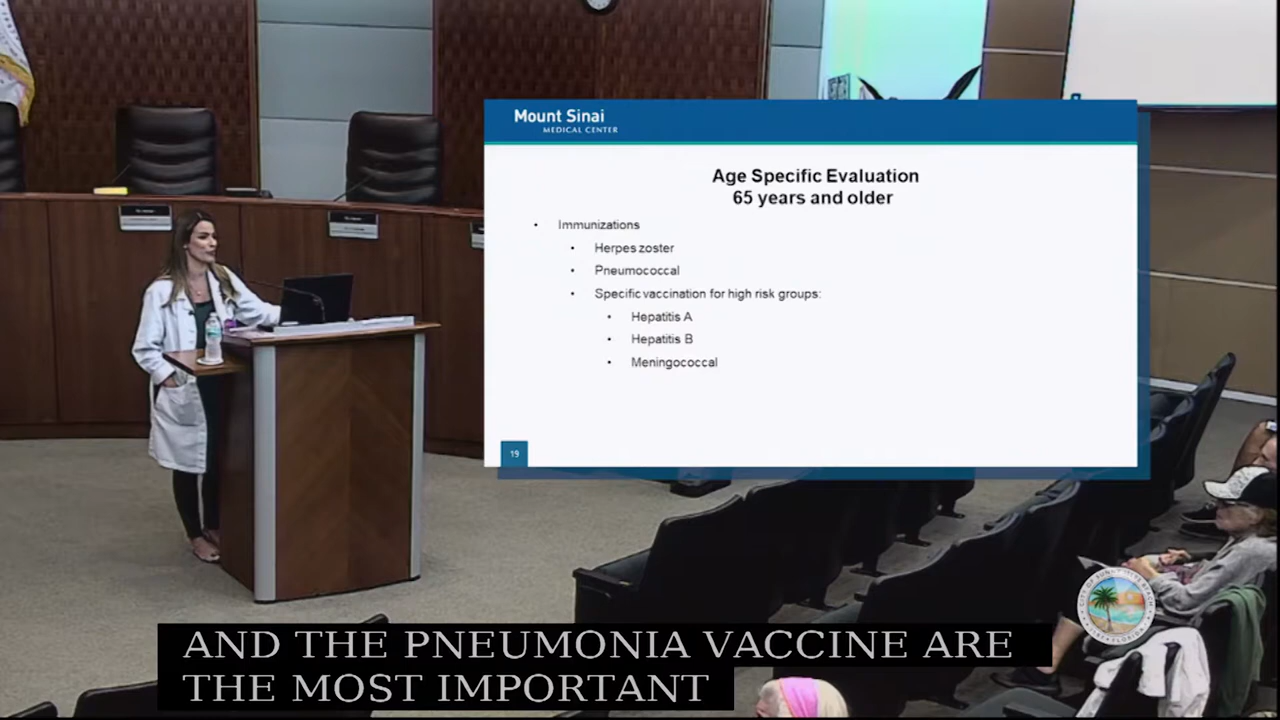 Mount Sinai
MEDICAL CENTER
Age Specific Evaluation
65 years and older
• Immunizations
• Herpes zoster
• Pneumococcal
• Specific vaccination for high risk groups:
• Hepatitis A
• Hepatitis B
• Meningococcal
19
AND THE PNEUMONIA VACCINE ARE
THE MOST IMPORTANT